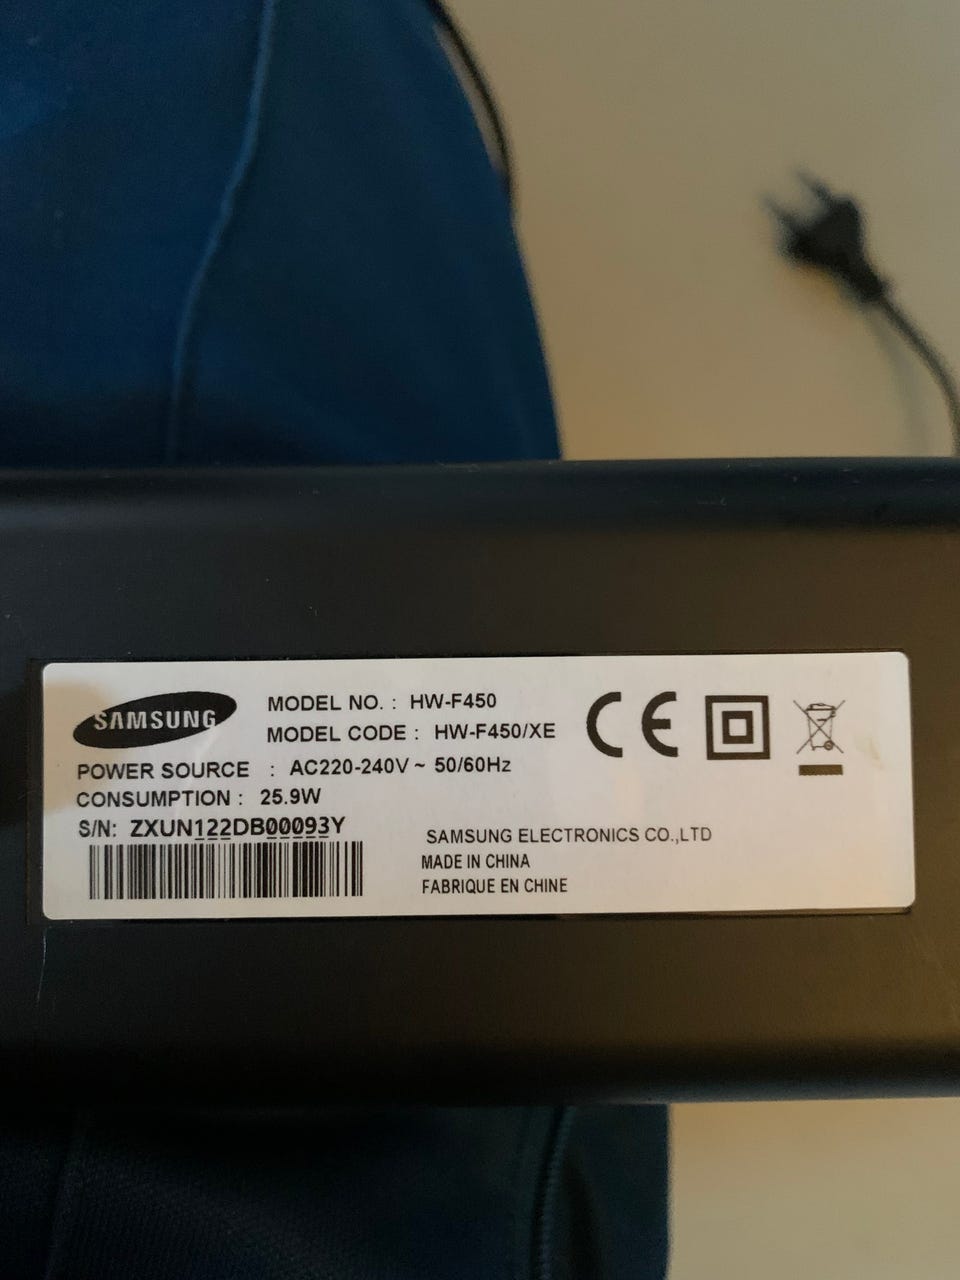 SAMSUNG
MODEL NO. : HW-F450
MODEL CODE : HW-F450/XE
POWER SOURCE : AC220-240V ~ 50/60Hz
CONSUMPTION : 25.9W
S/N: ZXUN122DB00093Y
SAMSUNG ELECTRONICS CO.,LTD
MADE IN CHINA
FABRIQUE EN CHINE
CE